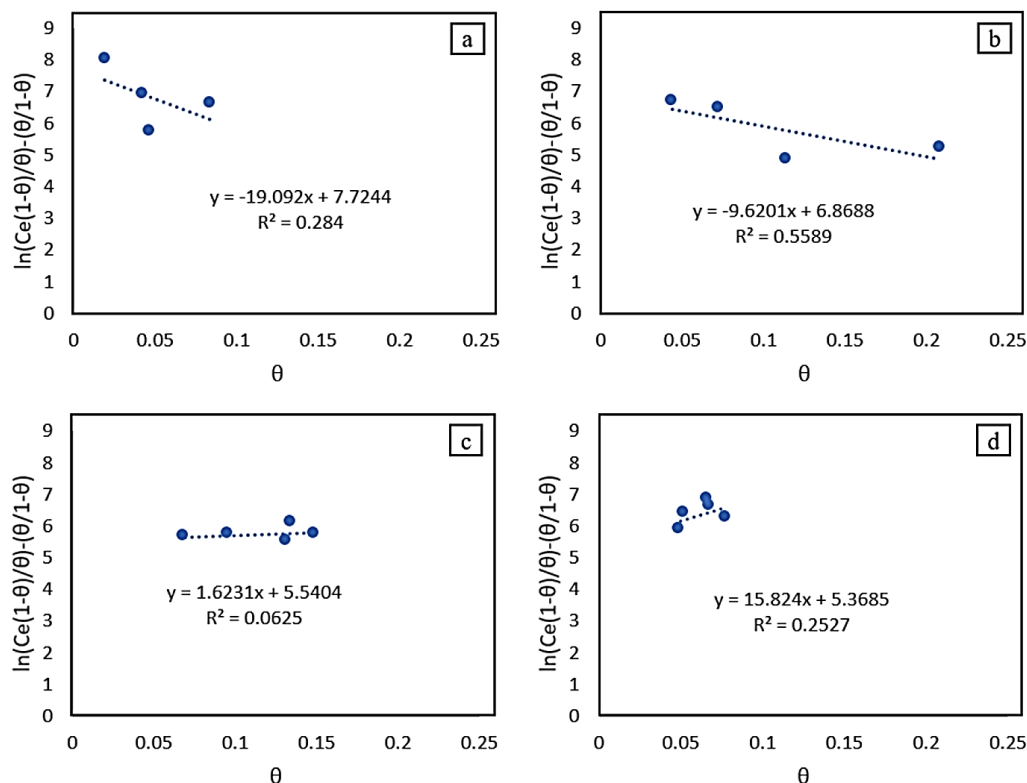 a
9
8
7
6
5
4
3
2
1
0
ln(Ce(1-θ)/θ)-(θ/1-θ)
y = -19.092x + 7.7244
R² = 0.284
0 0.05 0.1 0.15 0.2 0.25
θ
b
9
8
7
6
5
4
3
2
1
0
ln(Ce(1-θ)/θ)-(θ/1-θ)
y = -9.6201x + 6.8688
R² = 0.5589
0 0.05 0.1 0.15 0.2 0.25
θ
c
9
8
7
6
5
4
3
2
1
0
ln(Ce(1-θ)/θ)-(θ/1-θ)
y = 1.6231x + 5.5404
R² = 0.0625
0 0.05 0.1 0.15 0.2 0.25
θ
d
9
8
7
6
5
4
3
2
1
0
ln(Ce(1-θ)/θ)-(θ/1-θ)
y = 15.824x + 5.3685
R² = 0.2527
0 0.05 0.1 0.15 0.2 0.25
θ